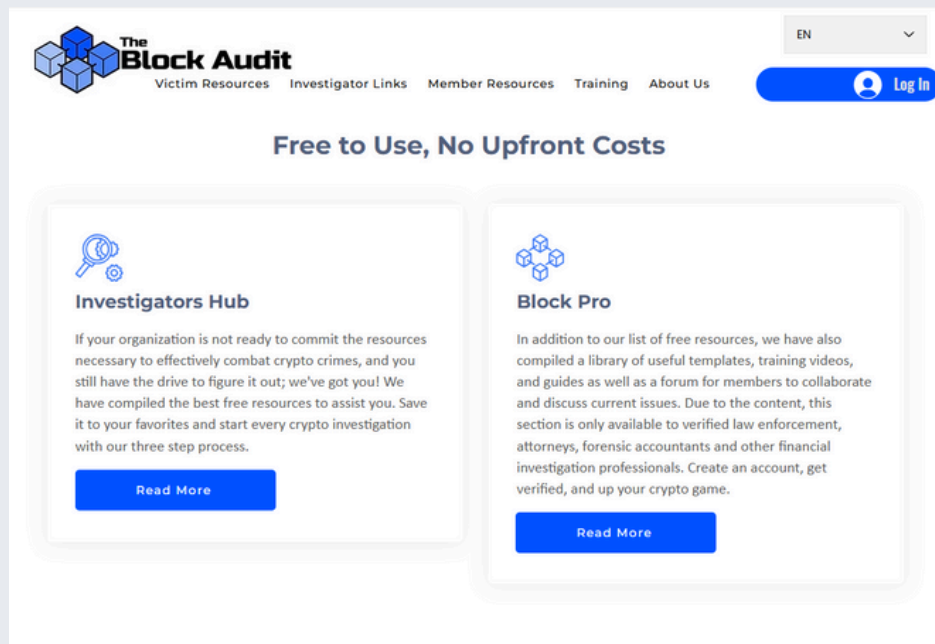 The
Block Audit
EN
Victim Resources Investigator Links Member Resources Training About Us
Log In
Free to Use, No Upfront Costs
Investigators Hub
If your organization is not ready to commit the resources
necessary to effectively combat crypto crimes, and you
still have the drive to figure it out; we've got you! We
have compiled the best free resources to assist you. Save
it to your favorites and start every crypto investigation
with our three step process.
Read More
Block Pro
In addition to our list of free resources, we have also
compiled a library of useful templates, training videos,
and guides as well as a forum for members to collaborate
and discuss current issues. Due to the content, this
section is only available to verified law enforcement,
attorneys, forensic accountants and other financial
investigation professionals. Create an account, get
verified, and up your crypto game.
Read More